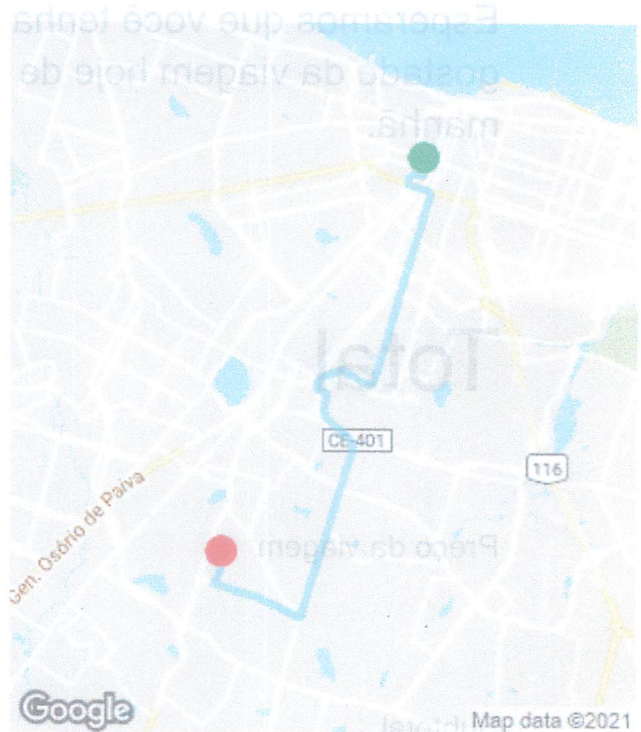 Esperamos que você tenha
gostado da viagem hoje de
manhã.
Total
CE-401
116
Gen. Osório de Paiva
Preço da viagem
Google
Map data ©2021